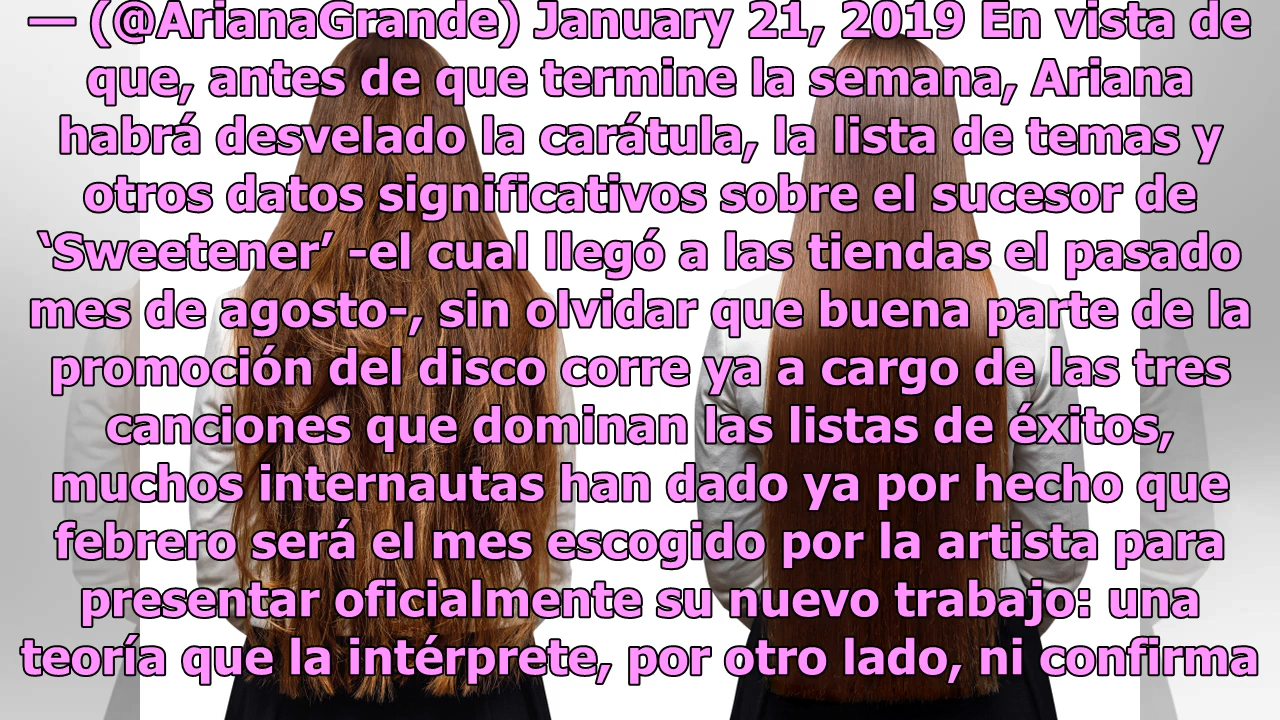 — (@ArianaGrande) January 21, 2019 En vista de
que, antes de que termine la semana, Ariana
habrá desvelado la carátula, la lista de temas y
otros datos significativos sobre el sucesor de
‘Sweetener’ -el cual llegó a las tiendas el pasado
mes de agosto-, sin olvidar que buena parte de la
promoción del disco corre ya a cargo de las tres
canciones que dominan las listas de éxitos,
muchos internautas han dado ya por hecho que
febrero será el mes escogido por la artista para
presentar oficialmente su nuevo trabajo: una
teoría que la intérprete, por otro lado, ni confirma